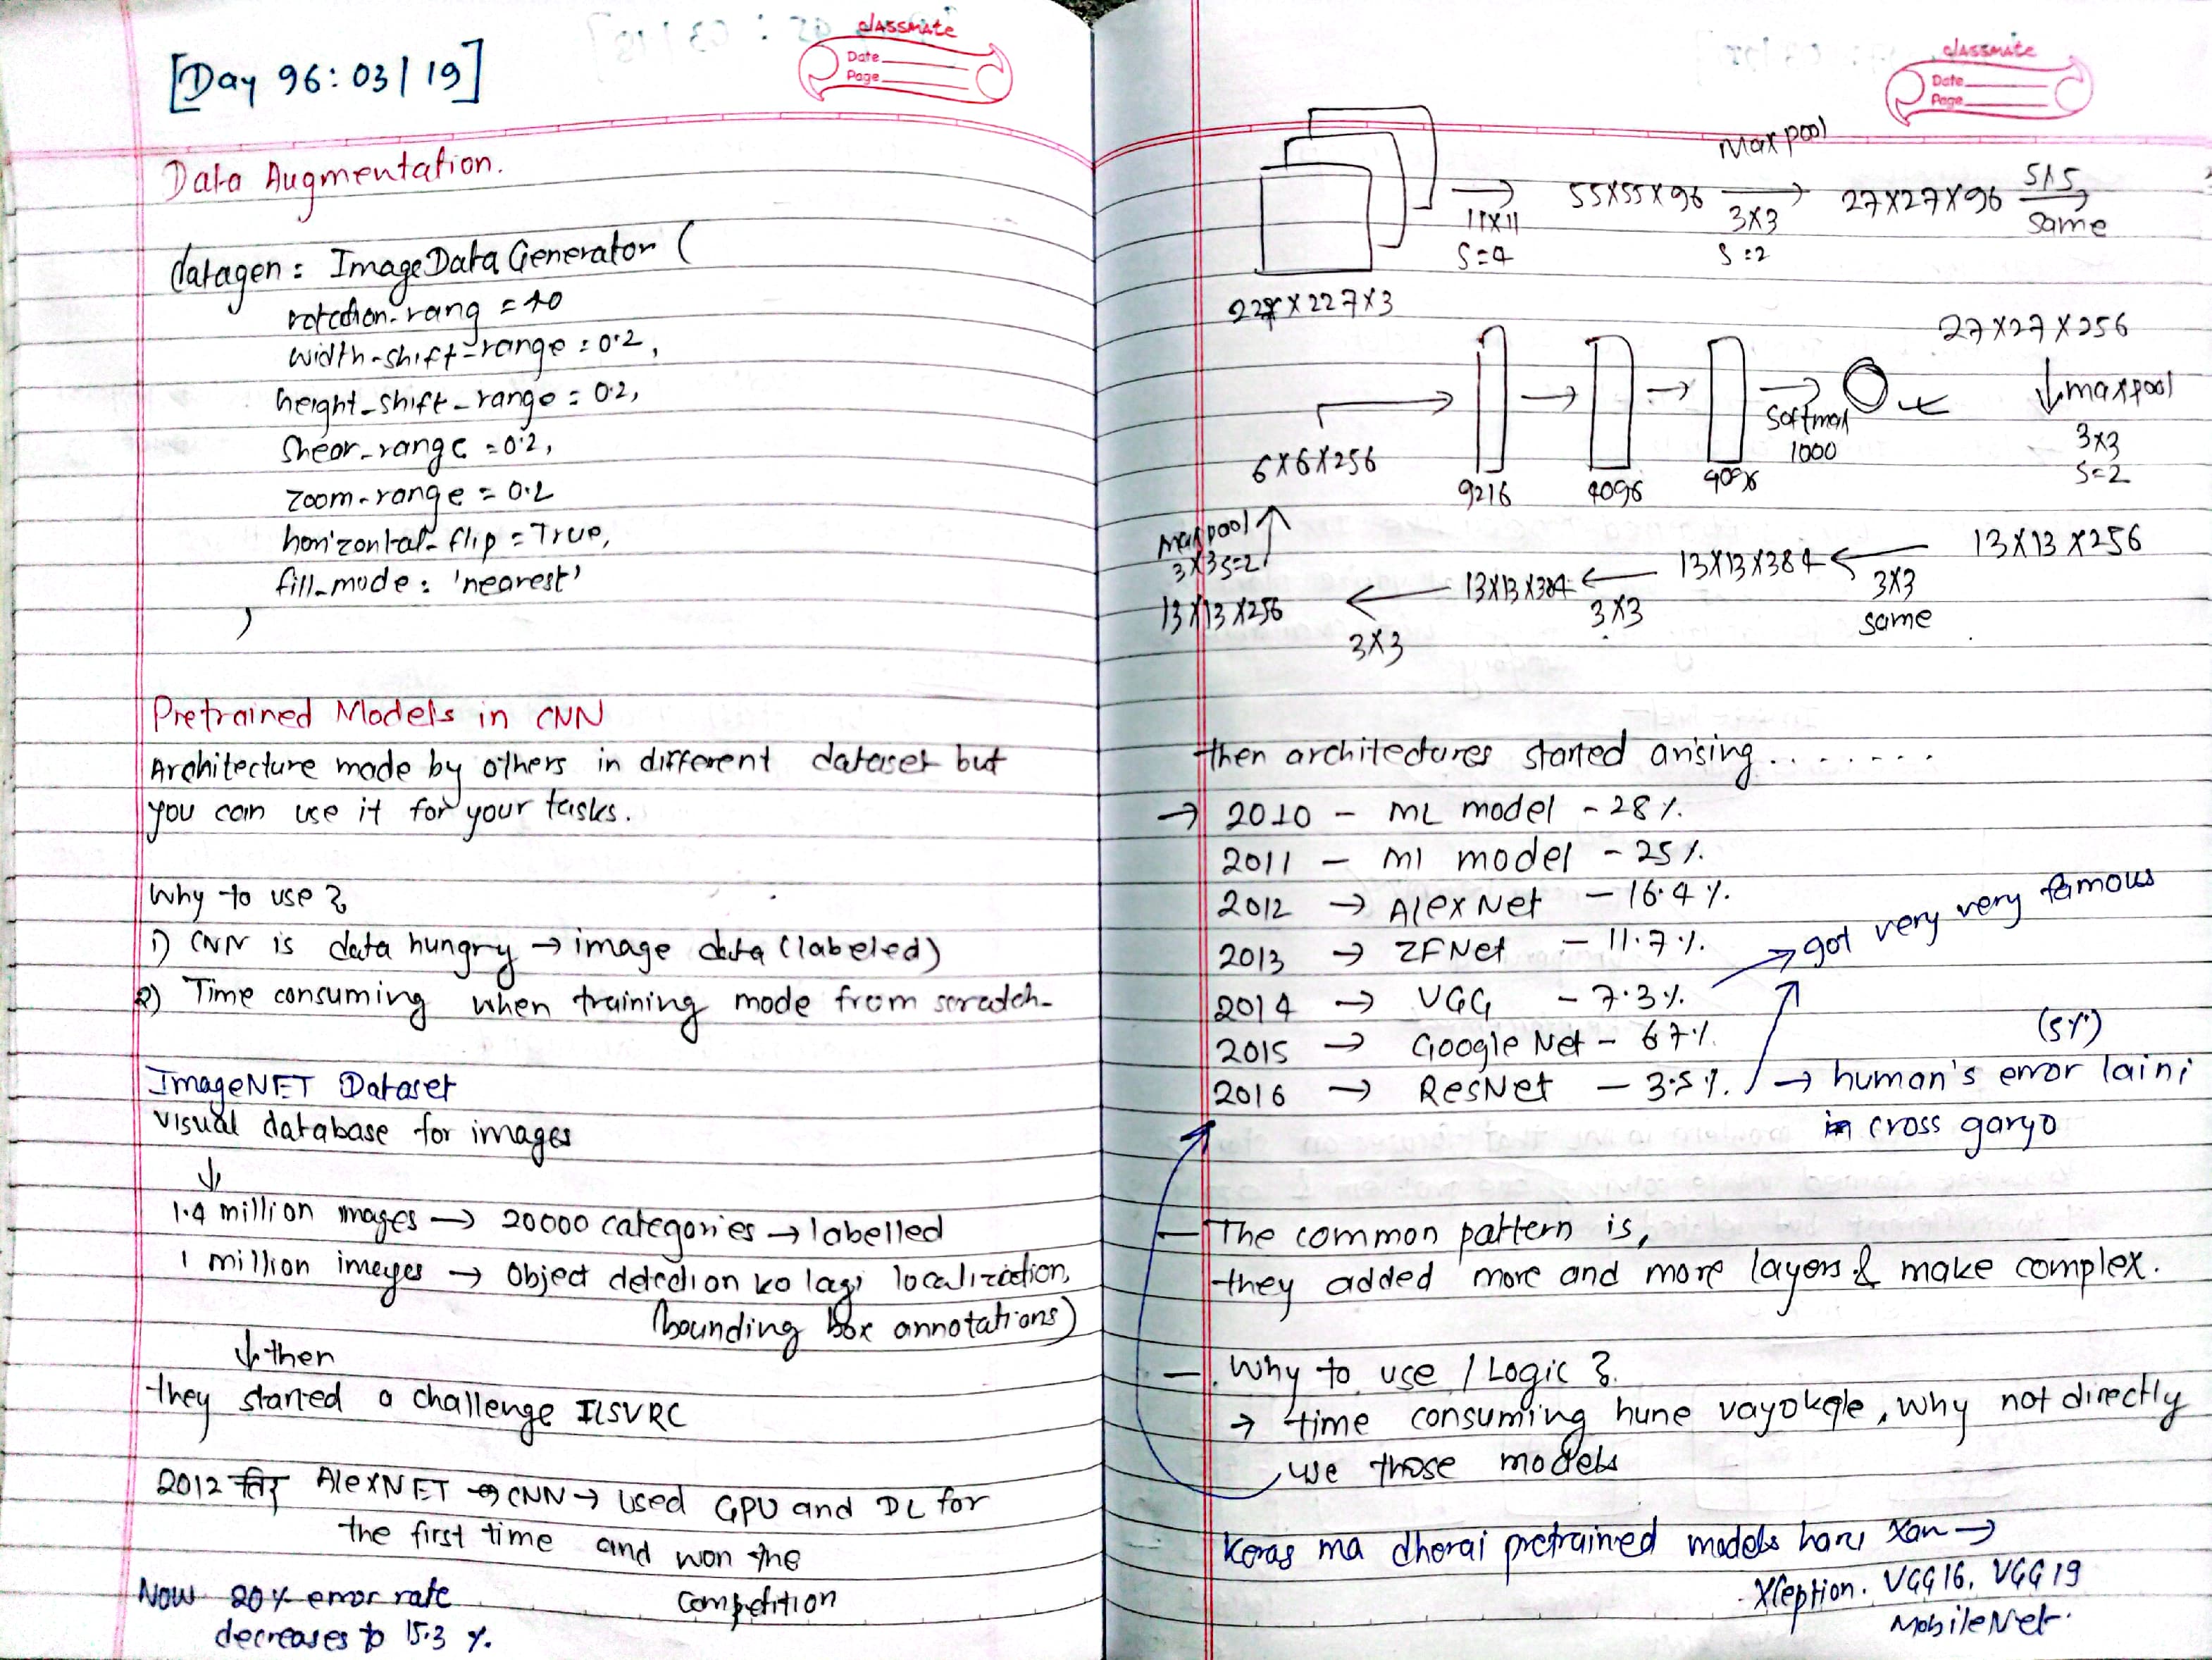 classmate
Date
Page
[Day 96: 03/19]
Data Augmentation.
datagen = ImageDataGenerator (
rotation_rang = 40
width-shift-range = 0.2,
height_shift_range = 0.2,
shear_range = 0.2,
zoom-range = 0.2
horizontal-flip = True,
fill_mode = 'nearest'
)
Pretrained Models in CNN
Architecture made by others in different dataset but
you can use it for your tasks.
Why to use ?
1) CNN is data hungry → image data (labeled)
2) Time consuming when training mode from scratch-
ImageNET Dataset
visual database for images
↓
1.4 million images → 20000 categories → labelled
1 million images → Object detection ko lagi localization,
(bounding box annotations)
↓ then
they started a challenge ILSVRC
2012 तिर AlexNET → CNN → used GPU and DL for
the first time and won the
competition
Now 20% error rate
decreases to 15.3 %.
classmate
Date
Page
227 X 227 X 3
→ 11X11 S=4
55X55X96
Maxpool → 3X3 S=2
27X27X96
5X5 → same
27X27X256
↓ maxpool
3X3
S=2
13X13X256
← 3X3 same
13X13X384
← 3X3
13X13X384
← 3X3
13X13X256
Maxpool
3X3 S=2 ↑
6X6X256
→ 9216 → 4096 → 4096 → softmax 1000
then architectures started arising........
→ 2010 - ML model - 28%.
2011 - Ml model - 25%.
2012 → AlexNet - 16.4%.
2013 → ZFNet - 11.7%.
2014 → VGG - 7.3%. → got very very famous
2015 → Google Net - 6.7%.
2016 → ResNet - 3.5%. → human's error laini (5%)
cross garyo
- The common pattern is,
they added more and more layers & make complex.
- Why to use / Logic ?
→ time consuming hune vayokale, why not directly
use those models
Keras ma dherai pretrained models haru xan →
Xception. VGG16, VGG19
MobileNet.